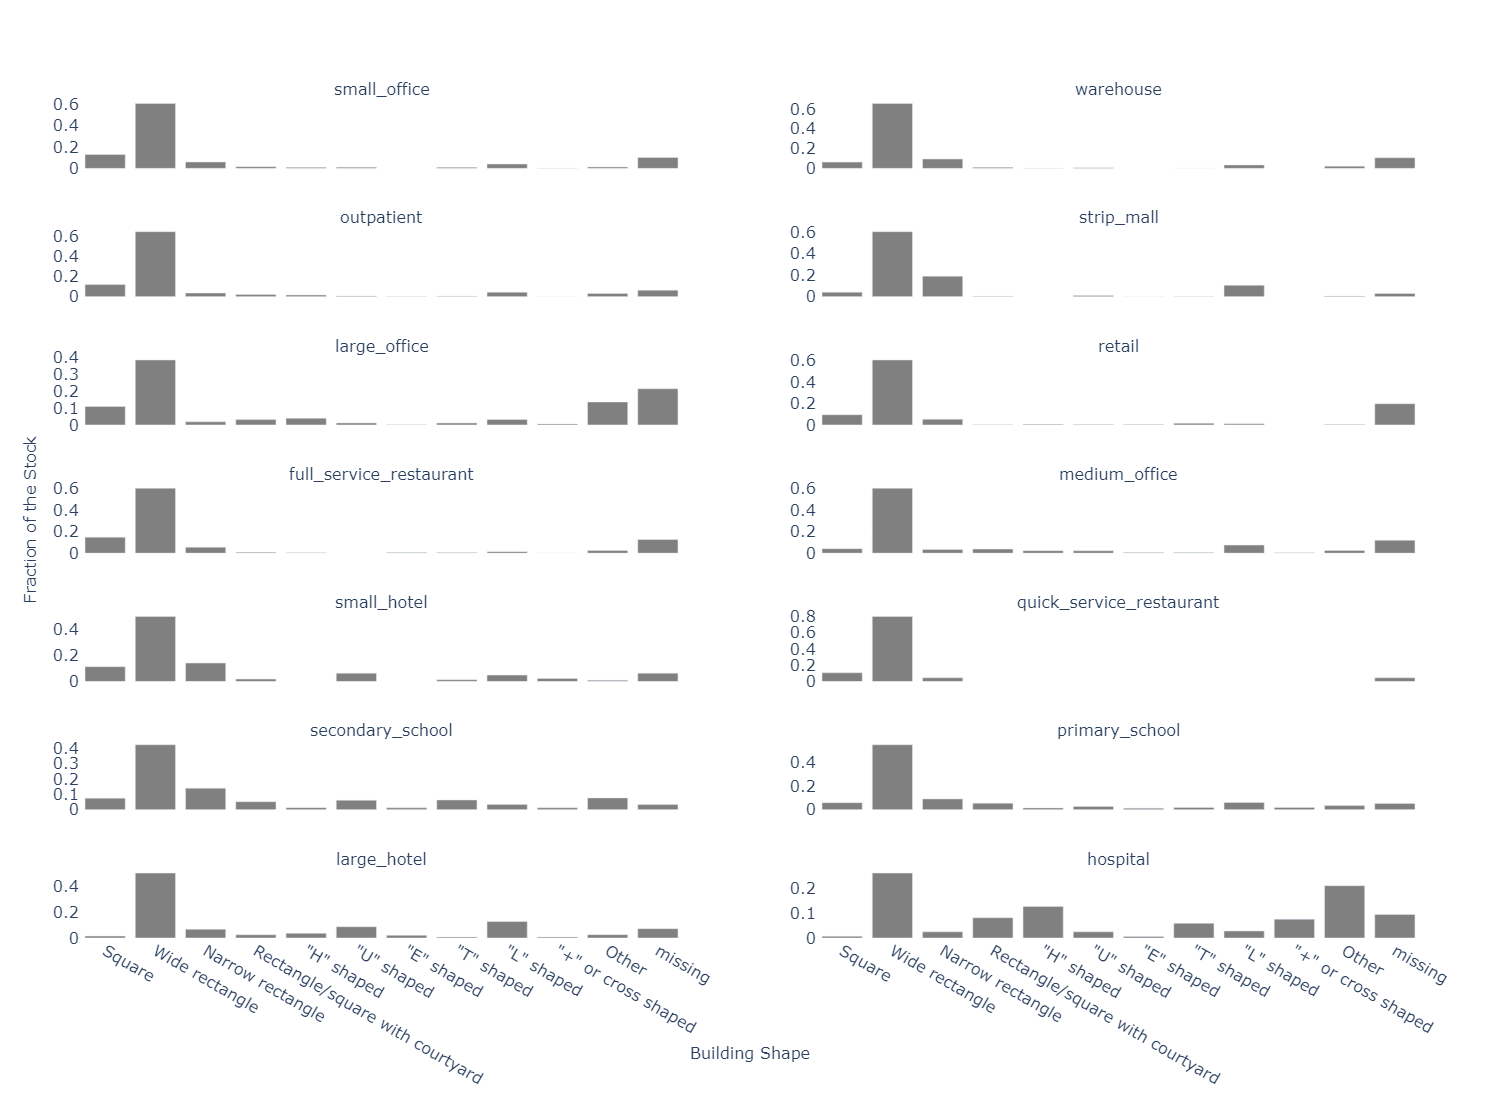 small_office
0.6
0.4
0.2
0
warehouse
0.6
0.4
0.2
0
outpatient
0.6
0.4
0.2
0
strip_mall
0.6
0.4
0.2
0
large_office
0.4
0.3
0.2
0.1
0
retail
0.6
0.4
0.2
0
full_service_restaurant
0.6
0.4
0.2
0
medium_office
0.6
0.4
0.2
0
small_hotel
0.4
0.2
0
quick_service_restaurant
0.8
0.6
0.4
0.2
0
secondary_school
0.4
0.3
0.2
0.1
0
primary_school
0.4
0.2
0
large_hotel
0.4
0.2
0
hospital
0.2
0.1
0
Square
Wide rectangle
Narrow rectangle
Rectangle/square with courtyard
"H" shaped
"U" shaped
"E" shaped
"T" shaped
"L" shaped
"+" or cross shaped
Other
missing
Square
Wide rectangle
Narrow rectangle
Rectangle/square with courtyard
"H" shaped
"U" shaped
"E" shaped
"T" shaped
"L" shaped
"+" or cross shaped
Other
missing
Building Shape
Fraction of the Stock